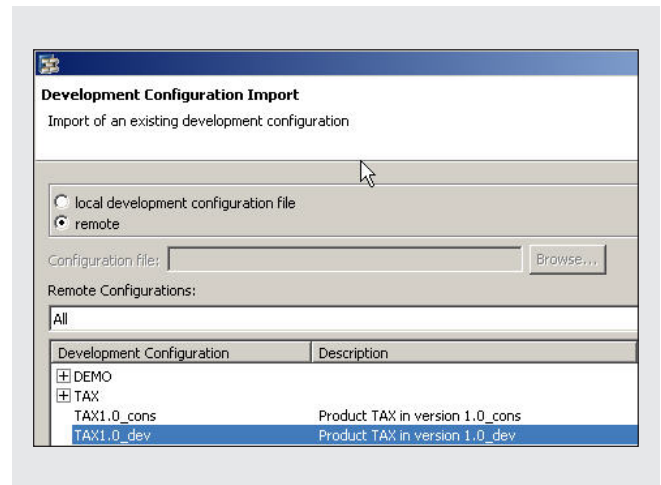 Development Configuration Import
Import of an existing development configuration
local development configuration file
remote
Configuration file:
Browse...
Remote Configurations:
All
Development Configuration Description
DEMO
TAX
TAX1.0_cons Product TAX in version 1.0_cons
TAX1.0_dev Product TAX in version 1.0_dev